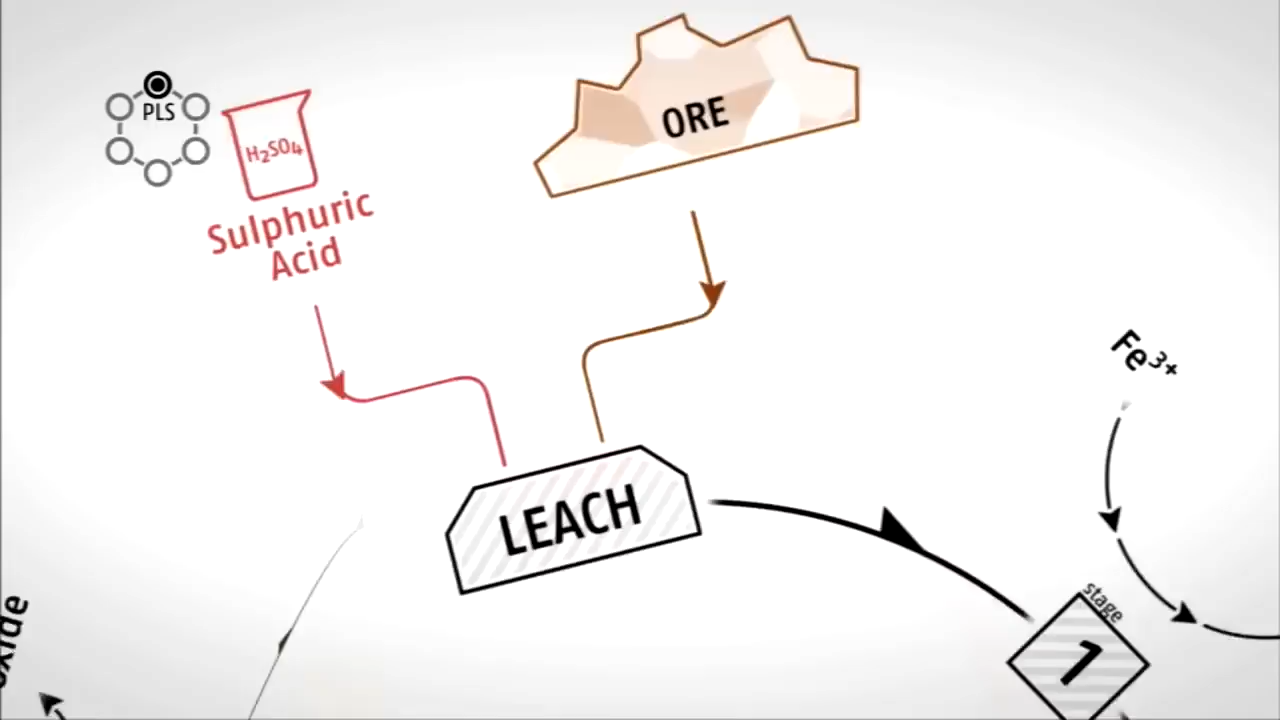 PLS
H₂SO₄
Sulphuric
Acid
ORE
Fe³⁺
LEACH
stage
1